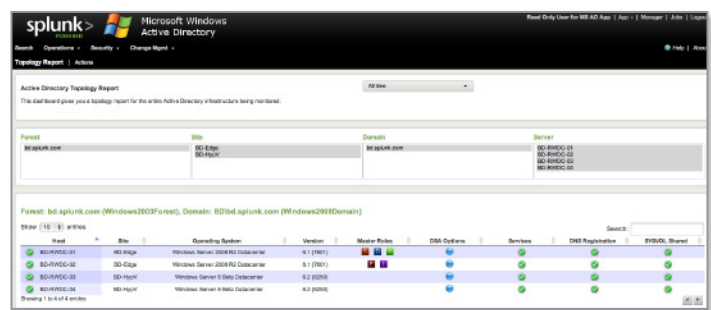 splunk>
POWERED
Microsoft Windows
Active Directory
Read Only User for MS AD App | App | Manager | Jobs | Logout
Search Operations Security Change Mgmt
Help |
Topology Report | Actions
Active Directory Topology Report
All time
This dashboard gives you a topology report for the entire Active Directory infrastructure being monitored.
Forest Site Domain Server
bd.splunk.com BD-Edge bd.splunk.com BD-RWDC-01
BD-HypV BD-RWDC-02
BD-RWDC-03
BD-RWDC-04
Forest: bd.splunk.com (Windows2003Forest), Domain: BD\bd.splunk.com (Windows2008Domain)
Show 10 entries Search:
Host Site Operating System Version Master Roles DSA Options Services DNS Registration SYSVOL Shared
BD-RWDC-01 BD-Edge Windows Server 2008 R2 Datacenter 6.1 (7601)
BD-RWDC-02 BD-Edge Windows Server 2008 R2 Datacenter 6.1 (7601)
BD-RWDC-03 BD-HypV Windows Server 8 Beta Datacenter 6.2 (8250)
BD-RWDC-04 BD-HypV Windows Server 8 Beta Datacenter 6.2 (8250)
Showing 1 to 4 of 4 entries